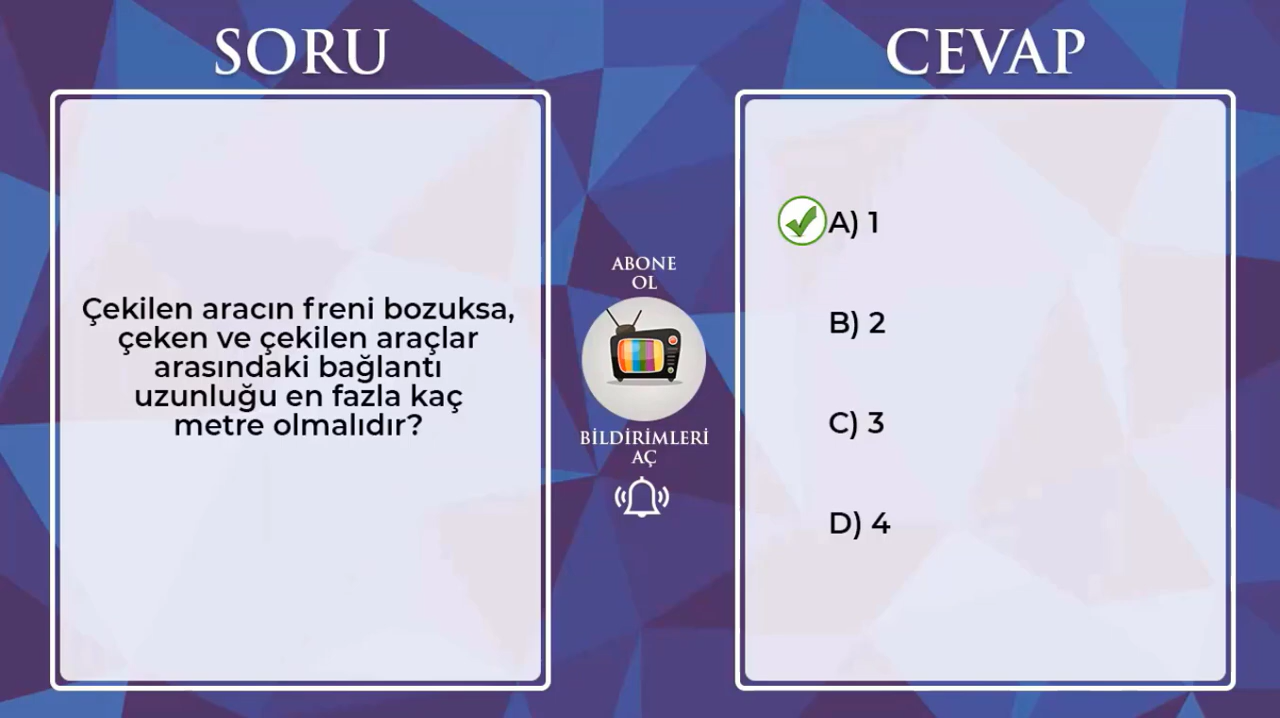 SORU
Çekilen aracın freni bozuksa,
çeken ve çekilen araçlar
arasındaki bağlantı
uzunluğu en fazla kaç
metre olmalıdır?
ABONE
OL
BİLDİRİMLERİ
AÇ
CEVAP
A) 1
B) 2
C) 3
D) 4